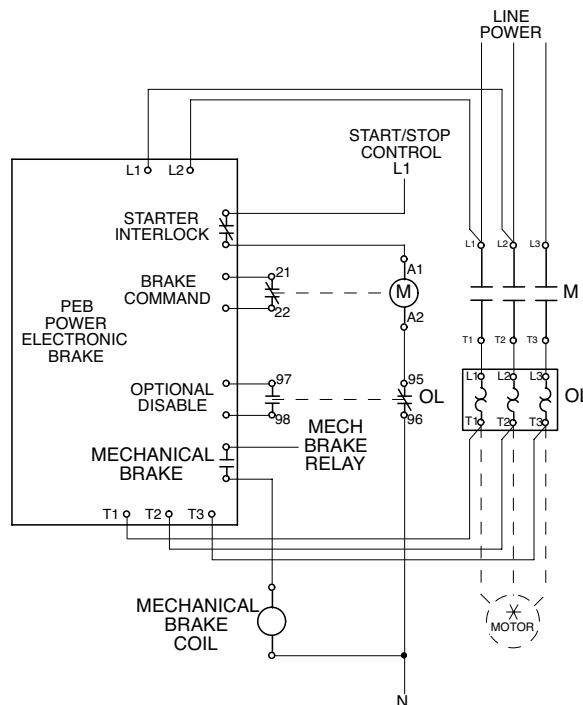 LINE
POWER
START/STOP
CONTROL
L1
L1 L2
STARTER
INTERLOCK
L1 L2 L3
A1
21
BRAKE
COMMAND
M
M
22
A2
PEB
POWER
ELECTRONIC
BRAKE
T1 T2 T3
L1 L2 L3
97
95
OPTIONAL
DISABLE
OL
OL
98
96
T1 T2 T3
MECH
BRAKE
RELAY
MECHANICAL
BRAKE
T1 T2 T3
MECHANICAL
BRAKE
COIL
MOTOR
N